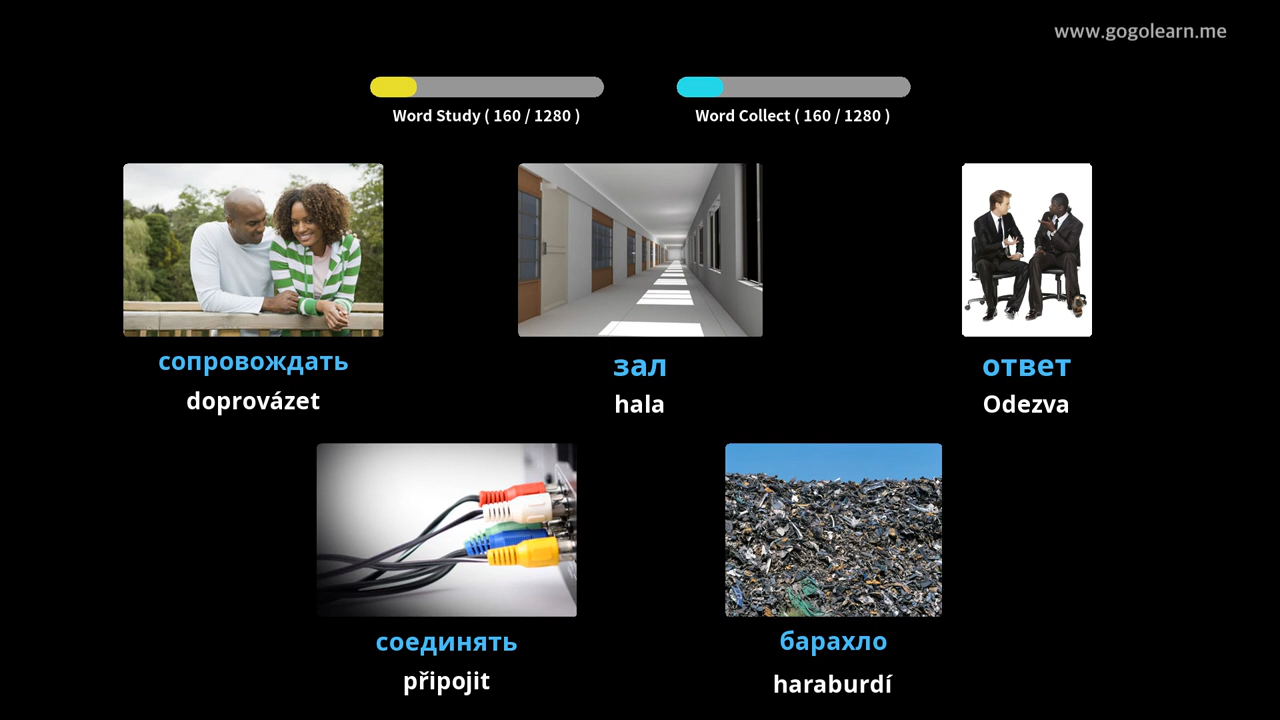 www.gogolearn.me
Word Study ( 160 / 1280 )
Word Collect ( 160 / 1280 )
сопровождать
doprovázet
зал
hala
ответ
Odezva
соединять
připojit
барахло
haraburdí